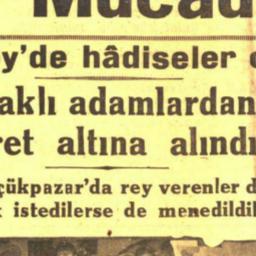 Mücad
y'de hâdiseler
aklı adamlardan
ret altına alındı
çükpazar'da rey verenler d
istedilerse de menedildil